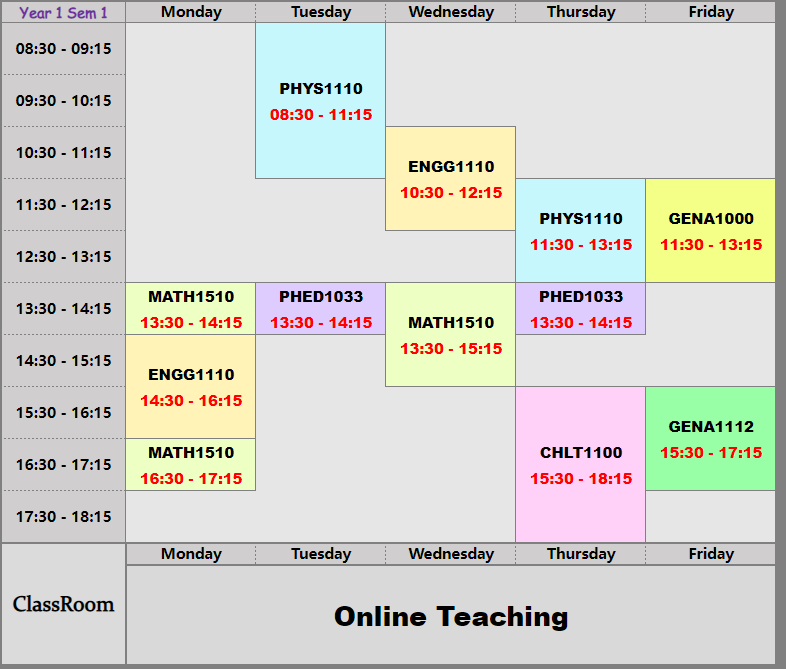 Year 1 Sem 1 Monday Tuesday Wednesday Thursday Friday
08:30 - 09:15
PHYS1110
09:30 - 10:15
08:30 - 11:15
10:30 - 11:15
ENGG1110
10:30 - 12:15
11:30 - 12:15
PHYS1110 GENA1000
11:30 - 13:15 11:30 - 13:15
12:30 - 13:15
MATH1510 PHED1033 PHED1033
13:30 - 14:15
13:30 - 14:15 13:30 - 14:15 MATH1510 13:30 - 14:15
13:30 - 15:15
14:30 - 15:15
ENGG1110
14:30 - 16:15
15:30 - 16:15
GENA1112
MATH1510 CHLT1100 15:30 - 17:15
16:30 - 17:15
16:30 - 17:15 15:30 - 18:15
17:30 - 18:15
Monday Tuesday Wednesday Thursday Friday
ClassRoom
Online Teaching